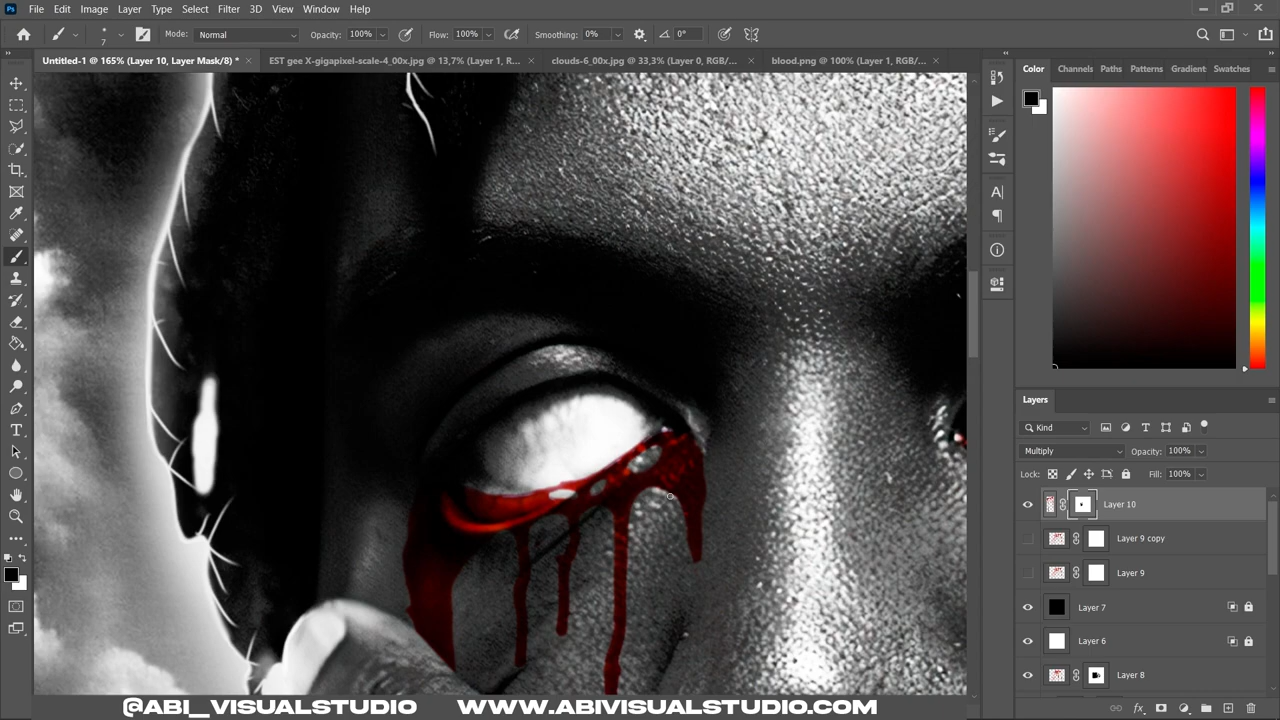 Ps File Edit Image Layer Type Select Filter 3D View Window Help
7 Mode: Normal Opacity: 100% Flow: 100% Smoothing: 0% 0°
Untitled-1 @ 165% (Layer 10, Layer Mask/8) * × EST gee X-gigapixel-scale-4_00x.jpg @ 13,7% (Layer 1, R... × clouds-6_00x.jpg @ 33,3% (Layer 0, RGB/... × blood.png @ 100% (Layer 1, RGB/... ×
Color Channels Paths Patterns Gradient Swatches
Layers
Kind
Multiply Opacity: 100%
Lock: Fill: 100%
Layer 10
Layer 9 copy
Layer 9
Layer 7
Layer 6
Layer 8
@ABI_VISUALSTUDIO WWW.ABIVISUALSTUDIO.COM